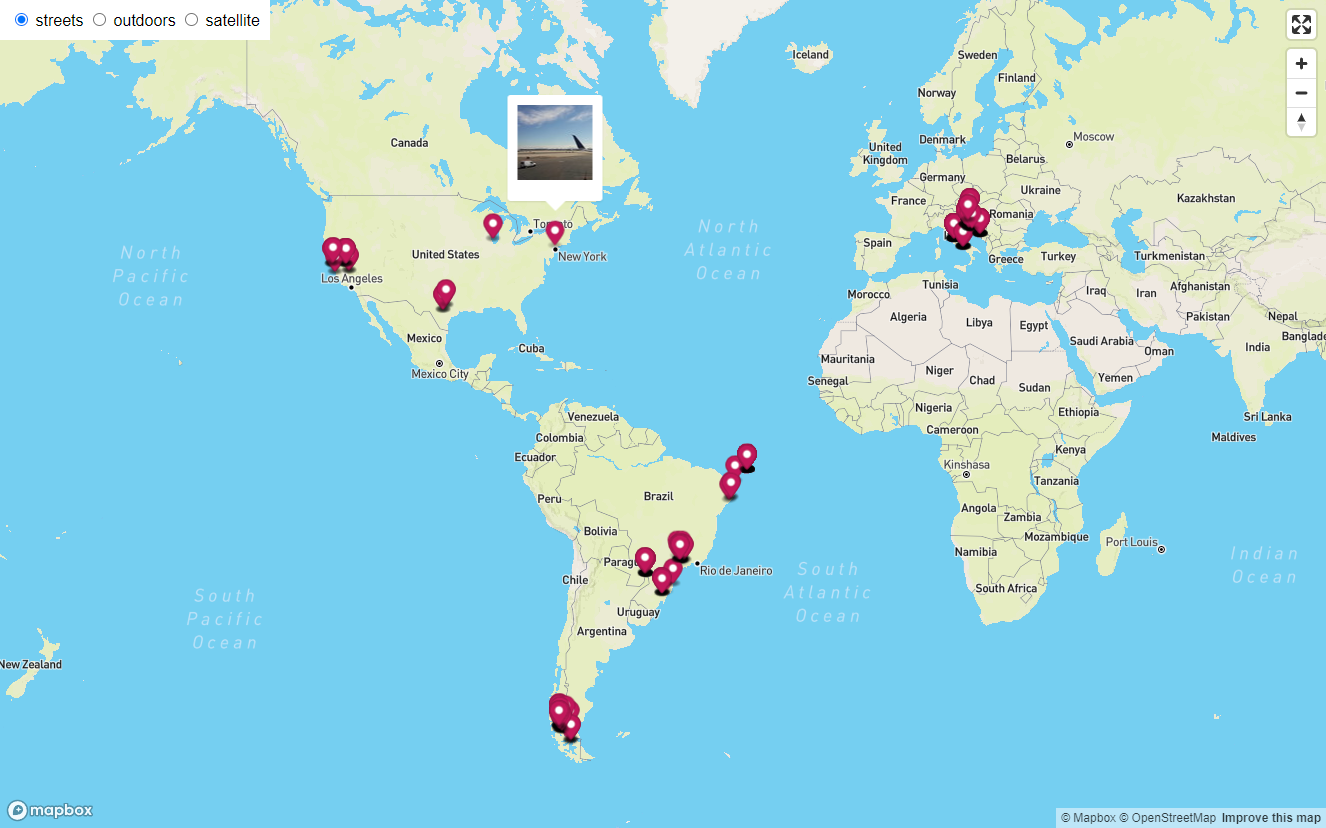 streets outdoors satellite
Iceland
Sweden
Finland
Norway
Moscow
Canada
Denmark
United
Kingdom
Belarus
Germany
Ukraine
Kazakhstan
France
Romania
Toronto
North
Atlantic
Ocean
Spain
United States
New York
North
Pacific
Ocean
Greece
Turkey
Turkmenistan
Los Angeles
Tunisia
Afghanistan
Morocco
Iraq
Iran
Algeria
Libya
Egypt
Pakistan
Nepal
Mexico
Saudi Arabia
Oman
India
Banglade
Cuba
Mauritania
Mexico City
Niger
Chad
Sudan
Yemen
Senegal
Nigeria
Ethiopia
Sri Lanka
Venezuela
Cameroon
Maldives
Colombia
Ecuador
Kenya
Kinshasa
Peru
Brazil
Tanzania
Angola
Zambia
Bolivia
Mozambique
Port Louis
Namibia
Indian
Ocean
Parag
Rio de Janeiro
South
Atlantic
Ocean
Chile
South Africa
South
Pacific
Ocean
Uruguay
Argentina
New Zealand
mapbox
© Mapbox © OpenStreetMap Improve this map